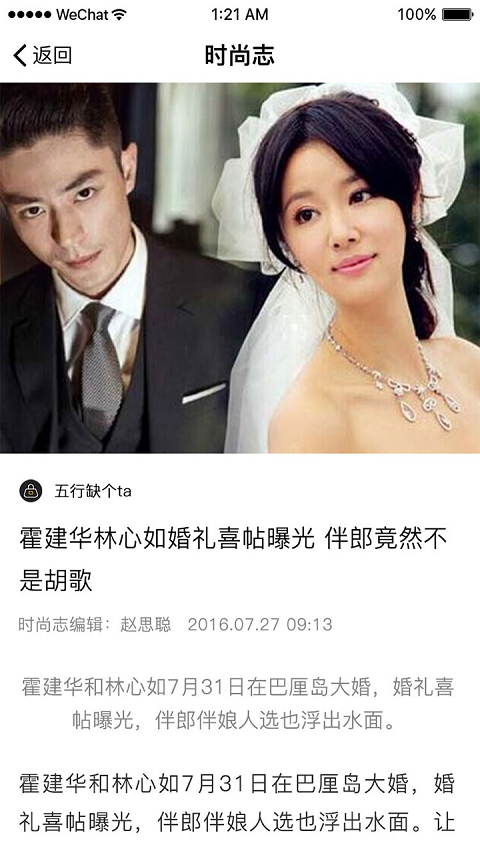 ●●●●● WeChat 1:21 AM 100%
返回 时尚志
五行缺个ta
霍建华林心如婚礼喜帖曝光 伴郎竟然不
是胡歌
时尚志编辑：赵思聪 2016.07.27 09:13
霍建华和林心如7月31日在巴厘岛大婚，婚礼喜
帖曝光，伴郎伴娘人选也浮出水面。
霍建华和林心如7月31日在巴厘岛大婚，婚
礼喜帖曝光，伴郎伴娘人选也浮出水面。让